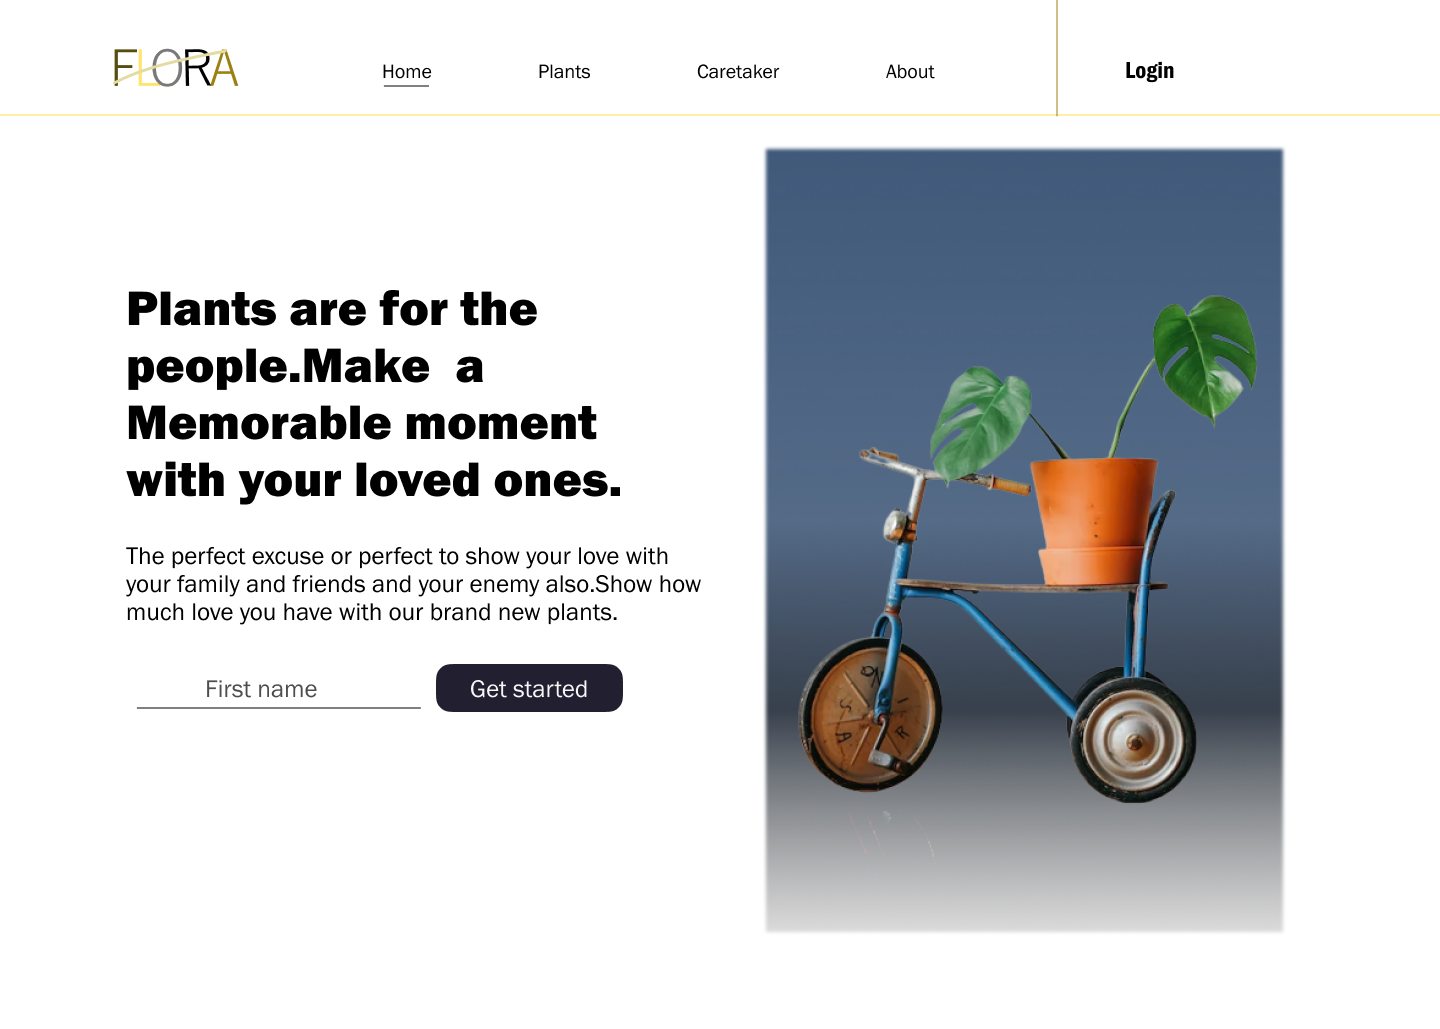 FLORA
Home
Plants
Caretaker
About
Login
Plants are for the
people.Make  a
Memorable moment
with your loved ones.
The perfect excuse or perfect to show your love with
your family and friends and your enemy also.Show how
much love you have with our brand new plants.
First name
Get started